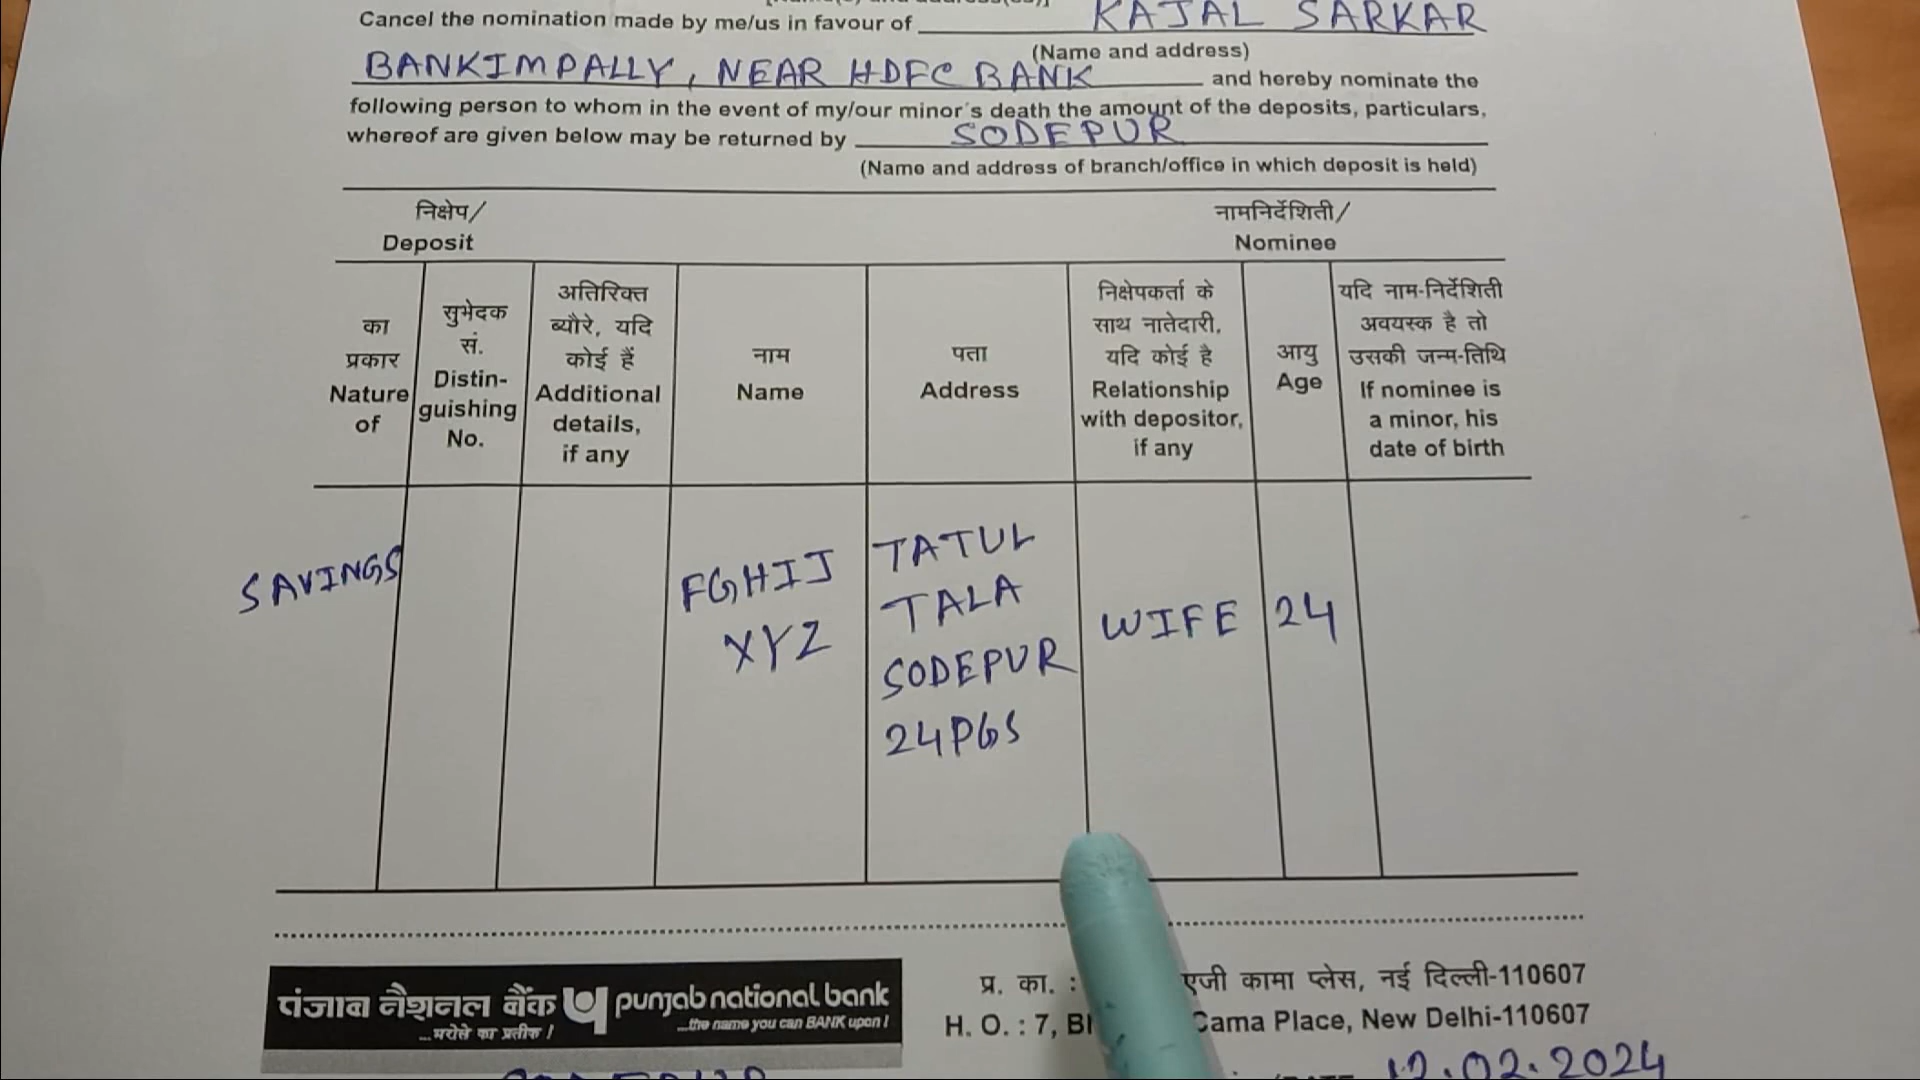 Cancel the nomination made by me/us in favour of KAJAL SARKAR
(Name and address)
BANKIMPALLY, NEAR HDFC BANK and hereby nominate the
following person to whom in the event of my/our minor's death the amount of the deposits, particulars,
whereof are given below may be returned by SODEPUR
(Name and address of branch/office in which deposit is held)
निक्षेप/
Deposit
नामनिर्देशिती/
Nominee
का
प्रकार
Nature
of
सुभेदक
सं.
Distin-
guishing
No.
अतिरिक्त
ब्यौरे, यदि
कोई हैं
Additional
details,
if any
नाम
Name
पता
Address
निक्षेपकर्ता के
साथ नातेदारी,
यदि कोई है
Relationship
with depositor,
if any
आयु
Age
यदि नाम-निर्देशिती
अवयस्क है तो
उसकी जन्म-तिथि
If nominee is
a minor, his
date of birth
SAVINGS
FGHIJ
XYZ
TATUL
TALA
SODEPUR
24PGS
WIFE
24
पंजाब नैशनल बैंक punjab national bank
...भरोसे का प्रतीक ! ...the name you can BANK upon !
प्र. का. : एजी कामा प्लेस, नई दिल्ली-110607
H. O. : 7, Cama Place, New Delhi-110607
12.02.2024